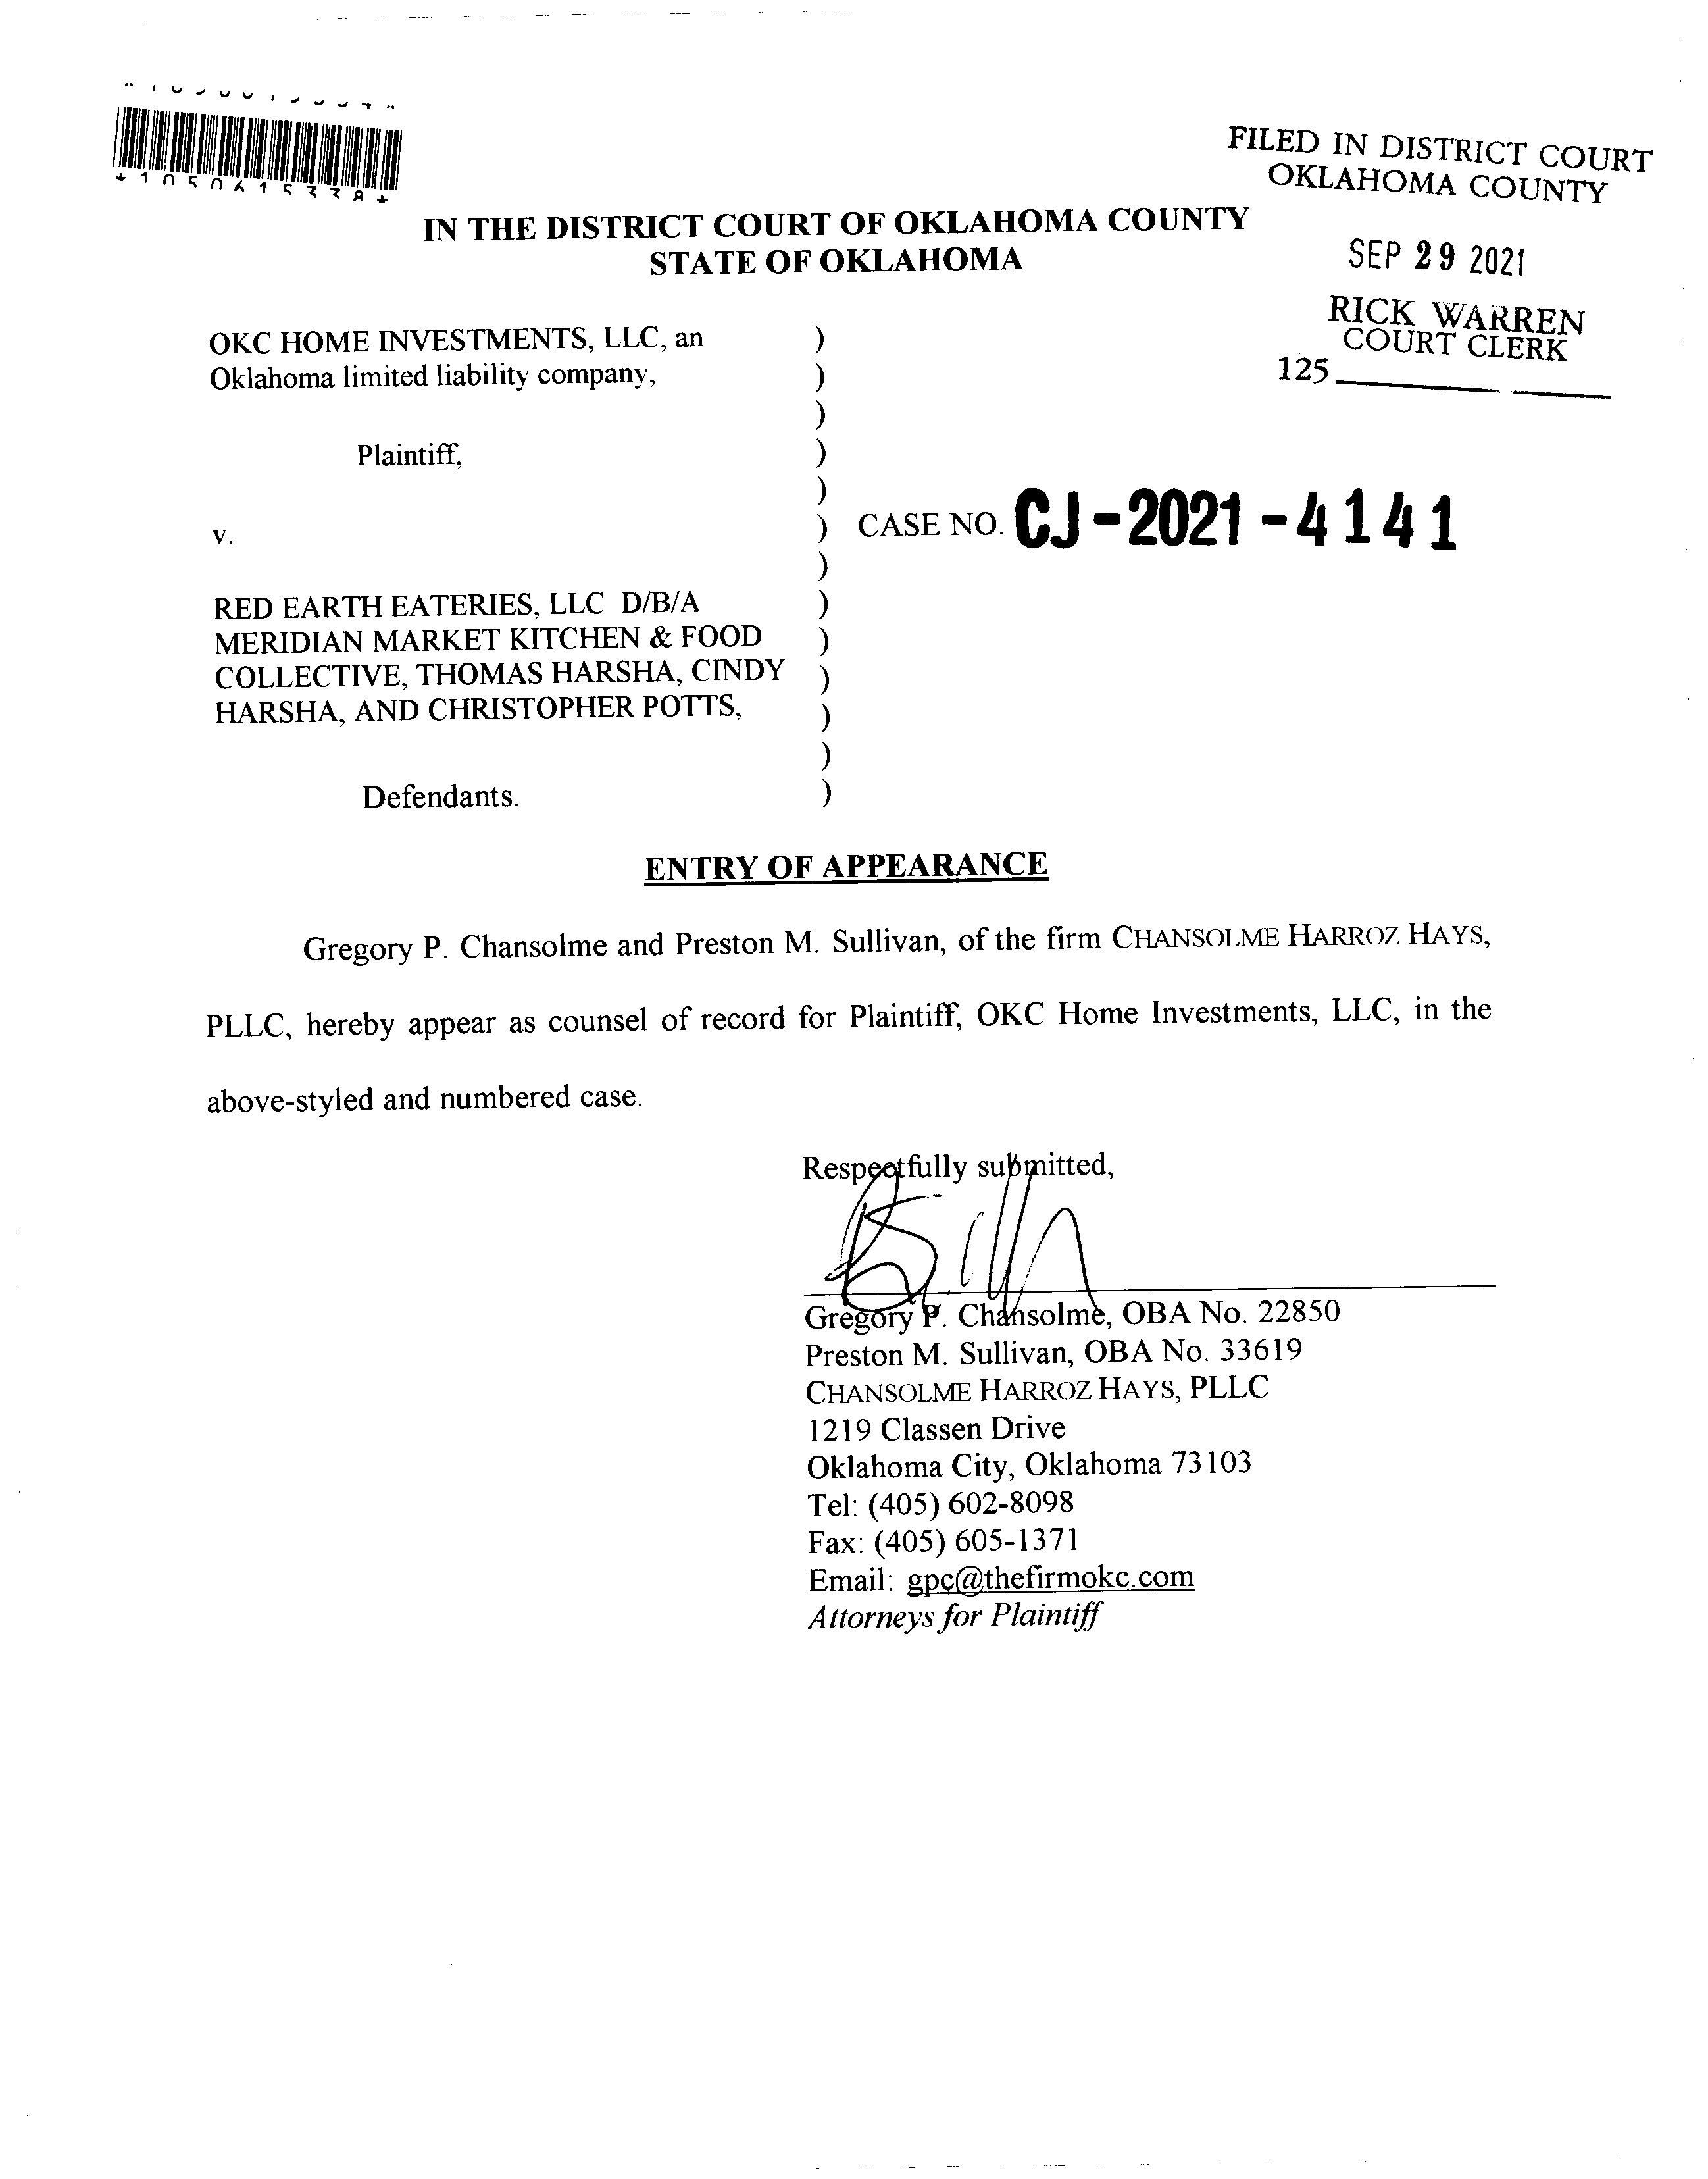 *1050615338*
FILED IN DISTRICT COURT
OKLAHOMA COUNTY
IN THE DISTRICT COURT OF OKLAHOMA COUNTY
STATE OF OKLAHOMA
SEP 29 2021
RICK WARREN
COURT CLERK
125
OKC HOME INVESTMENTS, LLC, an )
Oklahoma limited liability company, )
)
Plaintiff, )
)
v. ) CASE NO. CJ-2021-4141
)
RED EARTH EATERIES, LLC D/B/A )
MERIDIAN MARKET KITCHEN & FOOD )
COLLECTIVE, THOMAS HARSHA, CINDY )
HARSHA, AND CHRISTOPHER POTTS, )
)
Defendants. )
ENTRY OF APPEARANCE
Gregory P. Chansolme and Preston M. Sullivan, of the firm CHANSOLME HARROZ HAYS,
PLLC, hereby appear as counsel of record for Plaintiff, OKC Home Investments, LLC, in the
above-styled and numbered case.
Respectfully submitted,
Gregory P. Chansolme, OBA No. 22850
Preston M. Sullivan, OBA No. 33619
CHANSOLME HARROZ HAYS, PLLC
1219 Classen Drive
Oklahoma City, Oklahoma 73103
Tel: (405) 602-8098
Fax: (405) 605-1371
Email: gpc@thefirmokc.com
Attorneys for Plaintiff